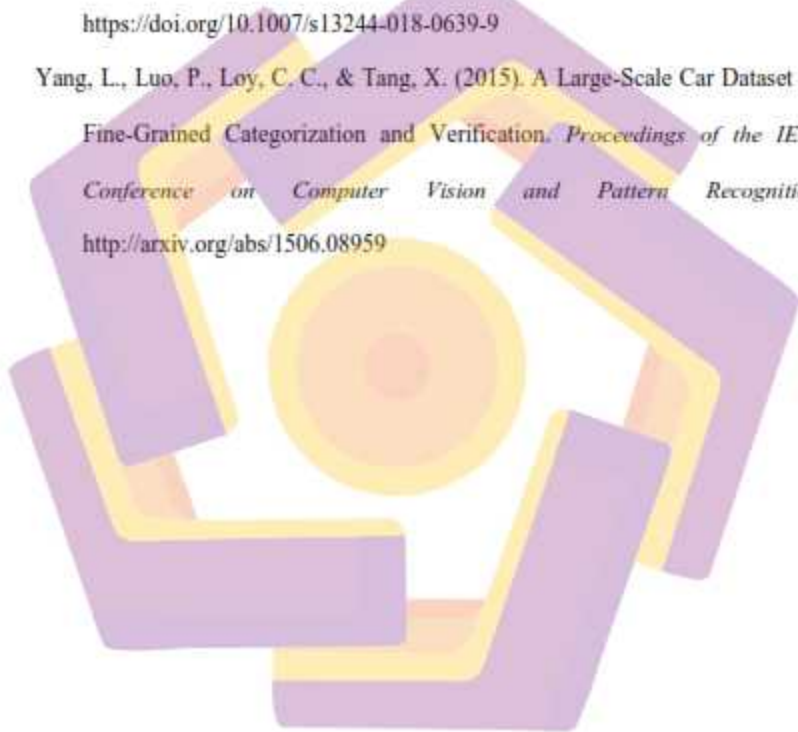 https://doi.org/10.1007/s13244-018-0639-9
Yang, L., Luo, P., Loy, C. C., & Tang, X. (2015). A Large-Scale Car Dataset
Fine-Grained Categorization and Verification. Proceedings of the IE
Conference on Computer Vision and Pattern Recogniti
http://arxiv.org/abs/1506.08959